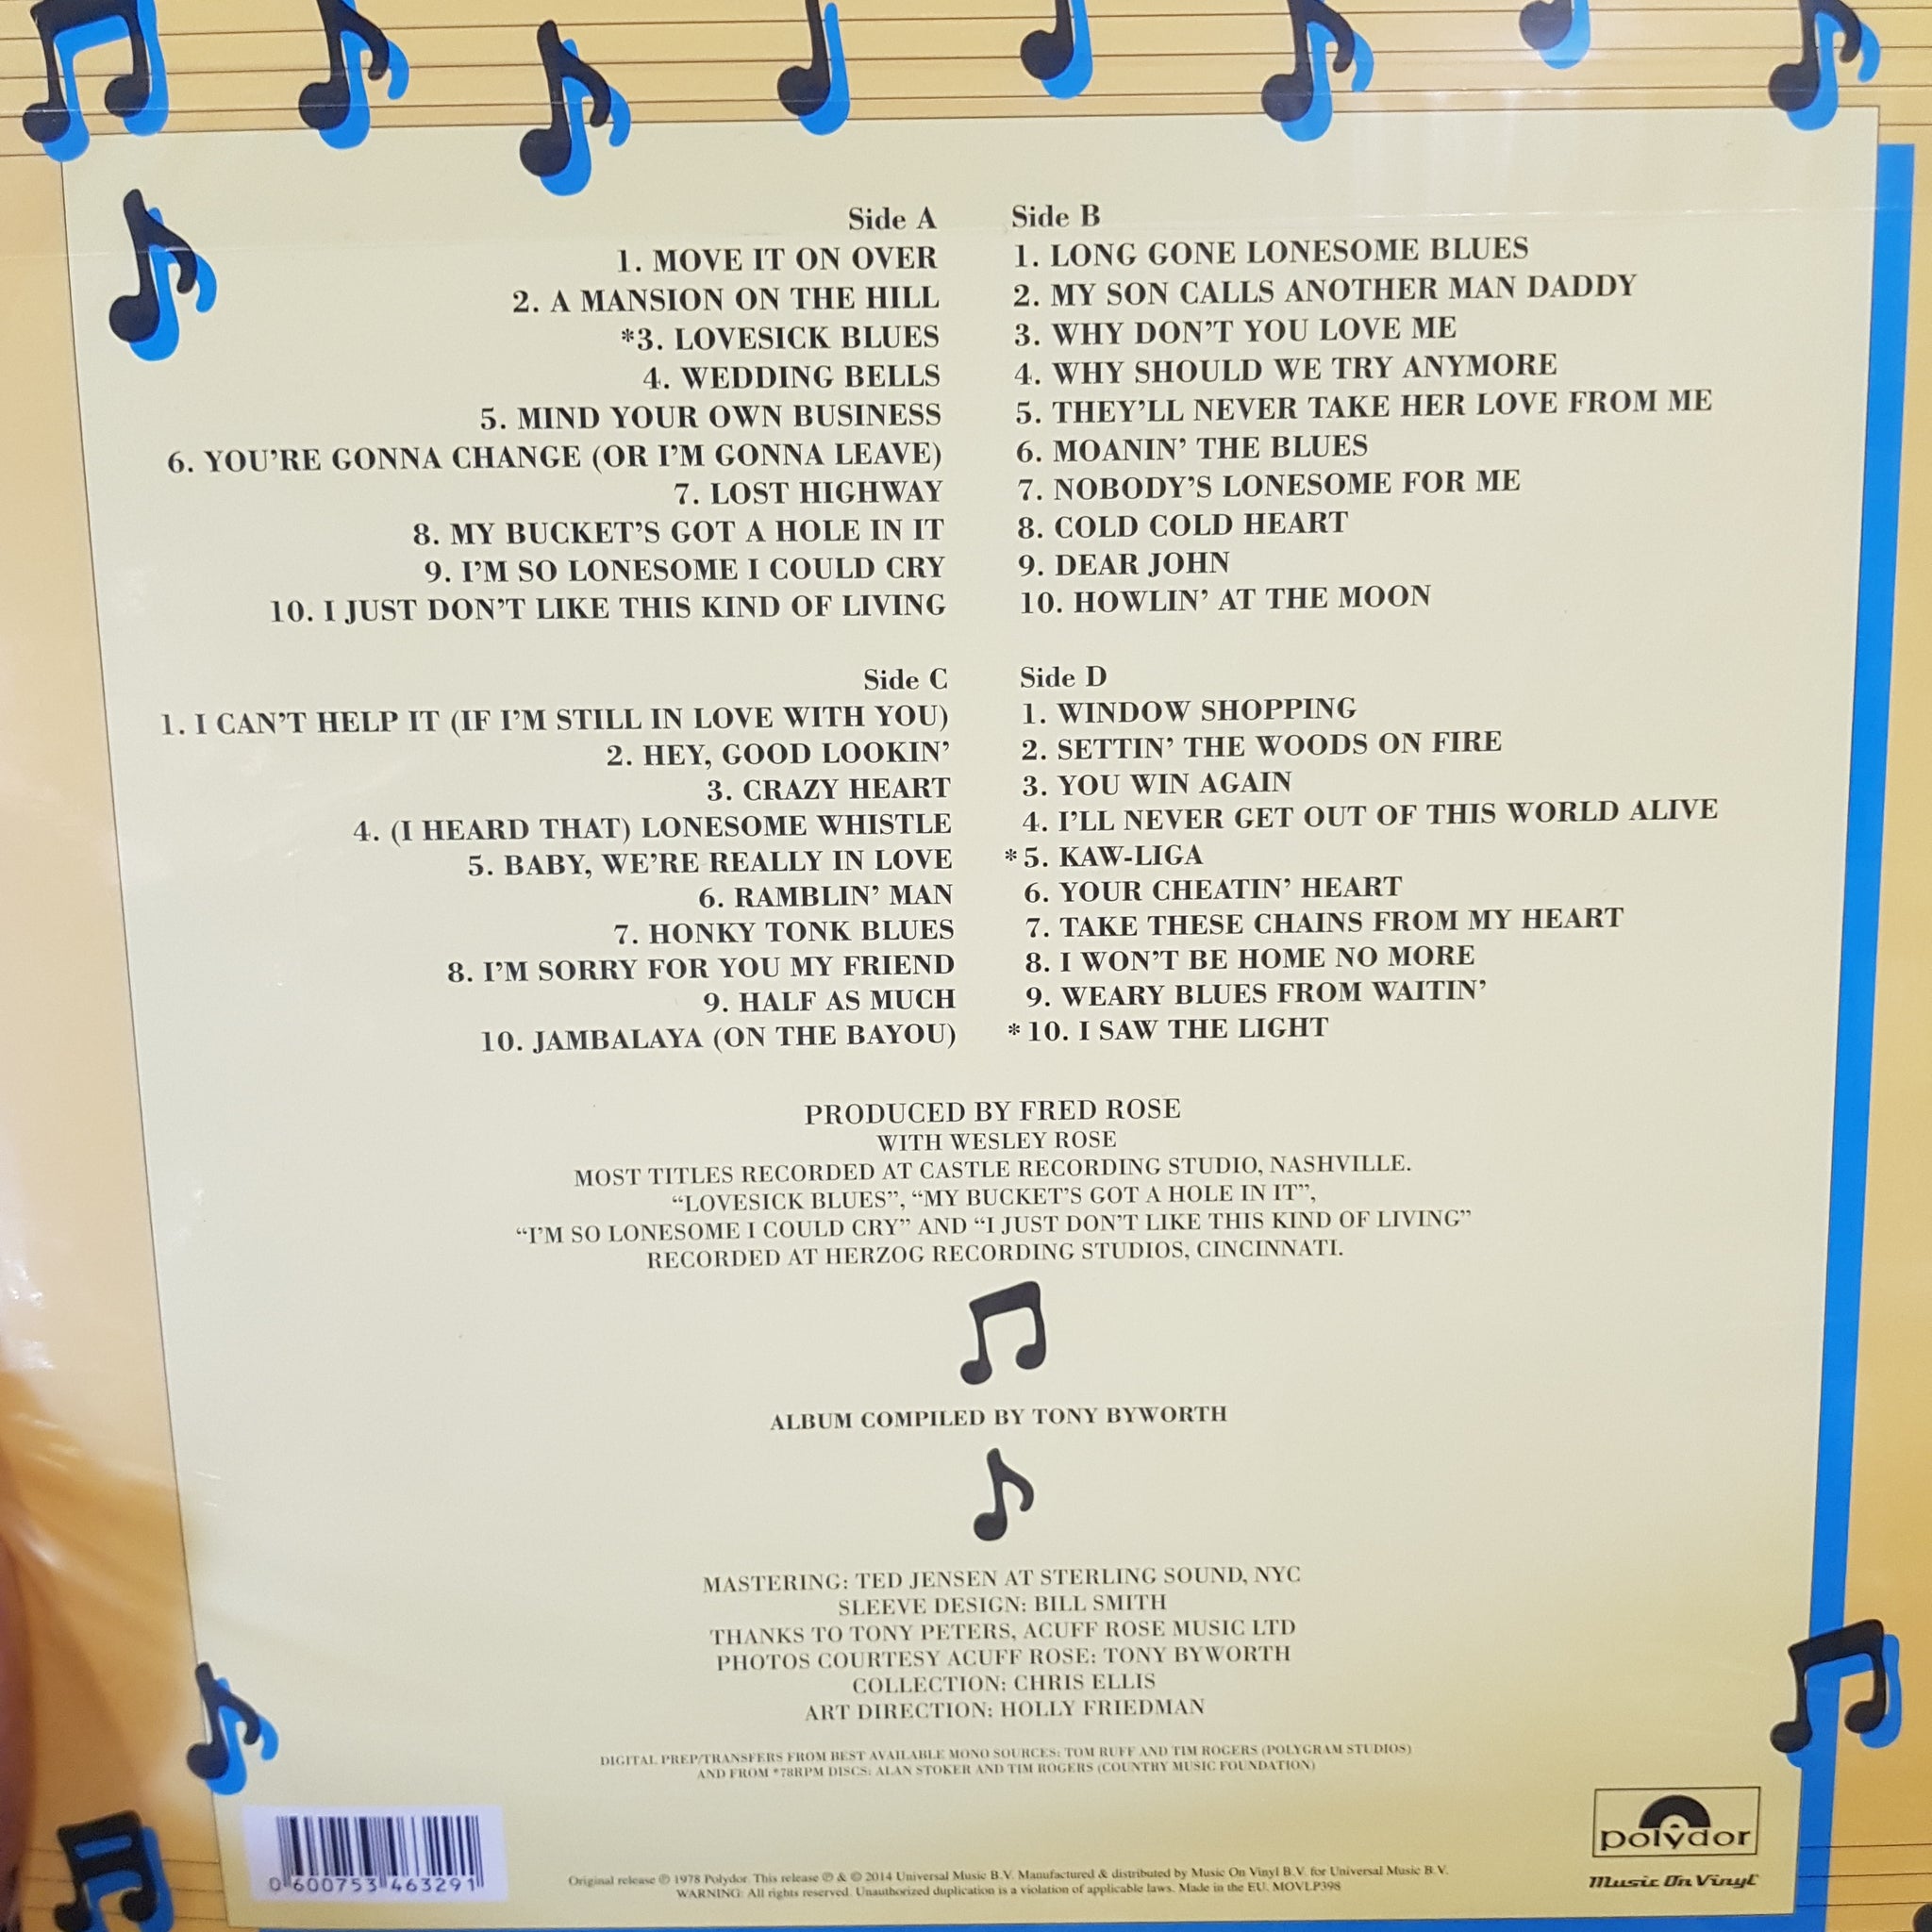 Side A
1. MOVE IT ON OVER
2. A MANSION ON THE HILL
*3. LOVESICK BLUES
4. WEDDING BELLS
5. MIND YOUR OWN BUSINESS
6. YOU'RE GONNA CHANGE (OR I'M GONNA LEAVE)
7. LOST HIGHWAY
8. MY BUCKET'S GOT A HOLE IN IT
9. I'M SO LONESOME I COULD CRY
10. I JUST DON'T LIKE THIS KIND OF LIVING
Side B
1. LONG GONE LONESOME BLUES
2. MY SON CALLS ANOTHER MAN DADDY
3. WHY DON'T YOU LOVE ME
4. WHY SHOULD WE TRY ANYMORE
5. THEY'LL NEVER TAKE HER LOVE FROM ME
6. MOANIN' THE BLUES
7. NOBODY'S LONESOME FOR ME
8. COLD COLD HEART
9. DEAR JOHN
10. HOWLIN' AT THE MOON
Side C
1. I CAN'T HELP IT (IF I'M STILL IN LOVE WITH YOU)
2. HEY, GOOD LOOKIN'
3. CRAZY HEART
4. (I HEARD THAT) LONESOME WHISTLE
5. BABY, WE'RE REALLY IN LOVE
6. RAMBLIN' MAN
7. HONKY TONK BLUES
8. I'M SORRY FOR YOU MY FRIEND
9. HALF AS MUCH
10. JAMBALAYA (ON THE BAYOU)
Side D
1. WINDOW SHOPPING
2. SETTIN' THE WOODS ON FIRE
3. YOU WIN AGAIN
4. I'LL NEVER GET OUT OF THIS WORLD ALIVE
*5. KAW-LIGA
6. YOUR CHEATIN' HEART
7. TAKE THESE CHAINS FROM MY HEART
8. I WON'T BE HOME NO MORE
9. WEARY BLUES FROM WAITIN'
*10. I SAW THE LIGHT
PRODUCED BY FRED ROSE
WITH WESLEY ROSE
MOST TITLES RECORDED AT CASTLE RECORDING STUDIO, NASHVILLE.
"LOVESICK BLUES", "MY BUCKET'S GOT A HOLE IN IT",
"I'M SO LONESOME I COULD CRY" AND "I JUST DON'T LIKE THIS KIND OF LIVING"
RECORDED AT HERZOG RECORDING STUDIOS, CINCINNATI.
ALBUM COMPILED BY TONY BYWORTH
MASTERING: TED JENSEN AT STERLING SOUND, NYC
SLEEVE DESIGN: BILL SMITH
THANKS TO TONY PETERS, ACUFF ROSE MUSIC LTD
PHOTOS COURTESY ACUFF ROSE: TONY BYWORTH
COLLECTION: CHRIS ELLIS
ART DIRECTION: HOLLY FRIEDMAN
DIGITAL PREP/TRANSFERS FROM BEST AVAILABLE MONO SOURCES: TOM RUFF AND TIM ROGERS (POLYGRAM STUDIOS)
AND FROM *78RPM DISCS: ALAN STOKER AND TIM ROGERS (COUNTRY MUSIC FOUNDATION)
0 600753 463291
Original release ℗ 1978 Polydor. This release ℗ & © 2014 Universal Music B.V. Manufactured & distributed by Music On Vinyl B.V. for Universal Music B.V.
WARNING: All rights reserved. Unauthorized duplication is a violation of applicable laws. Made in the EU. MOVLP398
polydor
Music On Vinyl